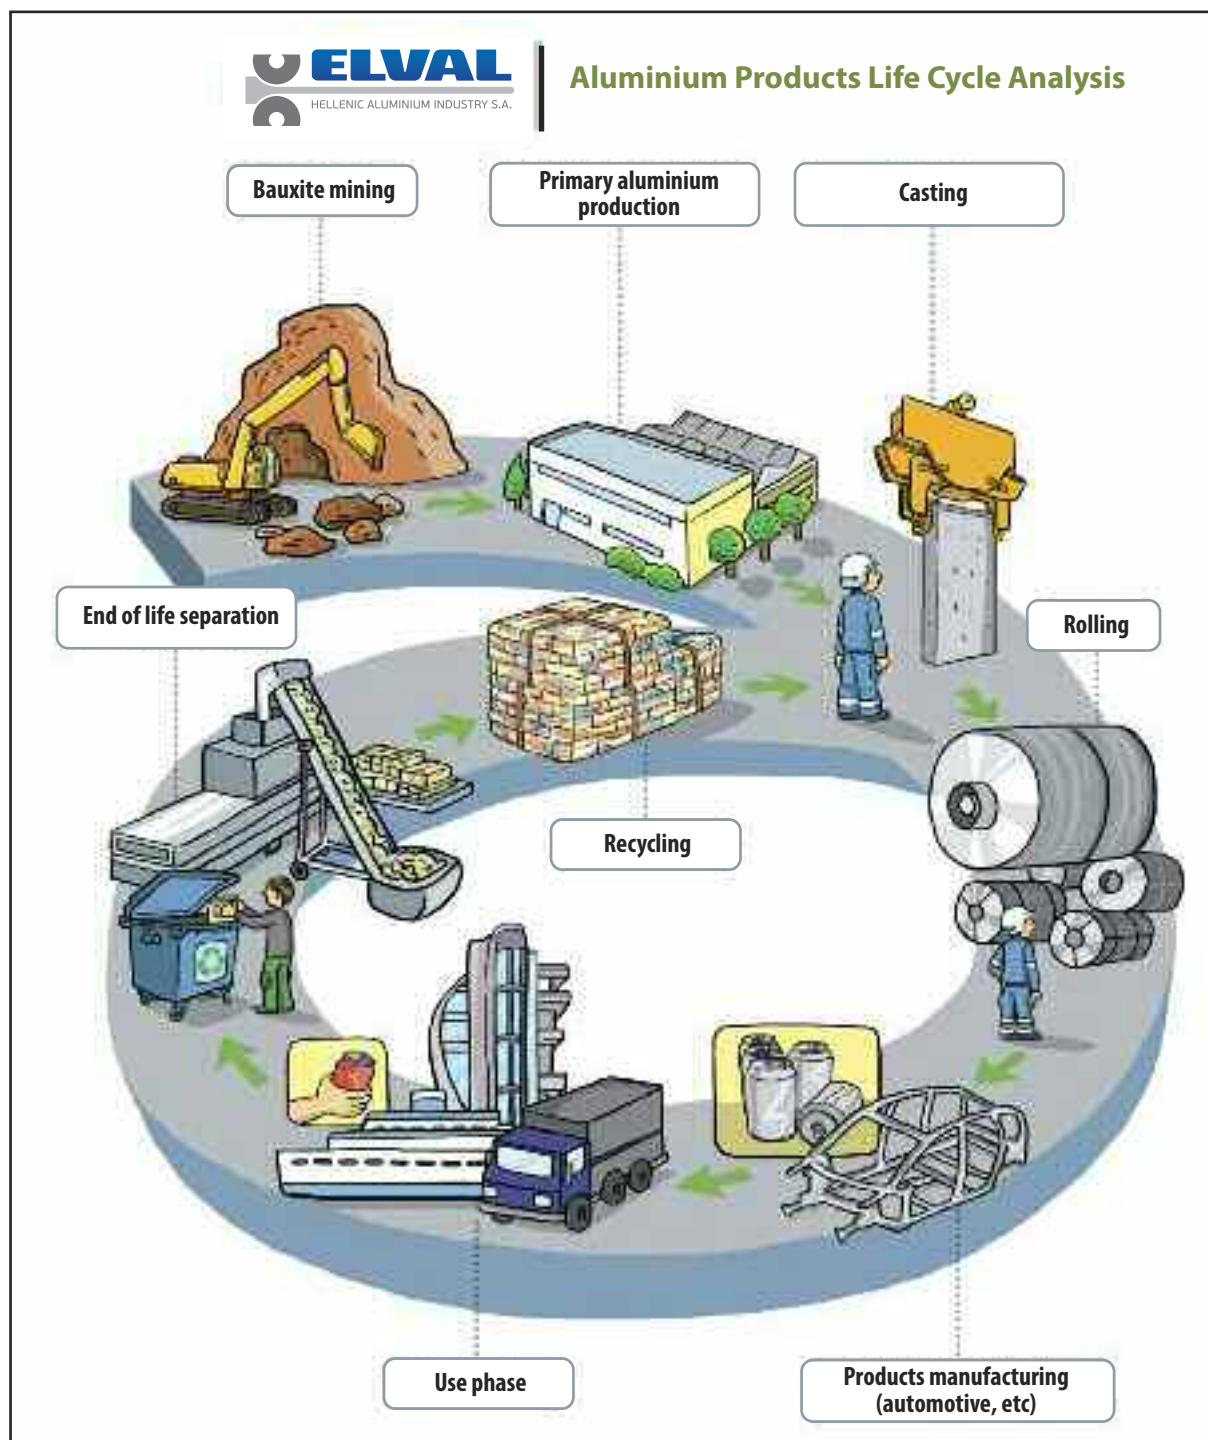 ELVAL
HELLENIC ALUMINIUM INDUSTRY S.A.
Aluminium Products Life Cycle Analysis
Bauxite mining
Primary aluminium
production
Casting
End of life separation
Rolling
Recycling
Use phase
Products manufacturing
(automotive, etc)